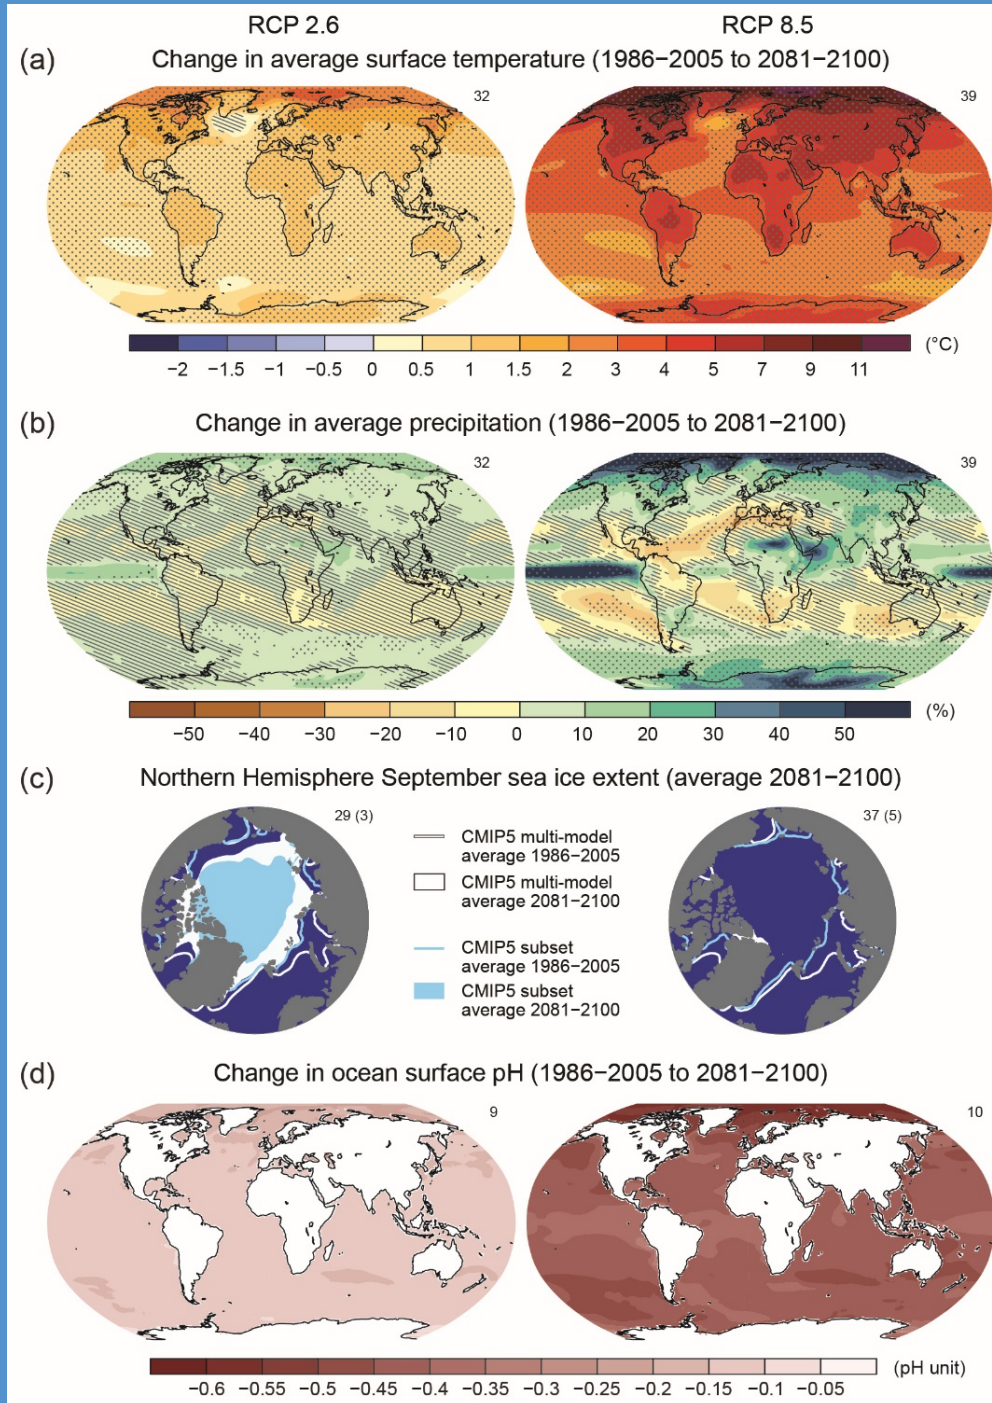 RCP 2.6
RCP 8.5
(a) Change in average surface temperature (1986−2005 to 2081−2100)
32
39
−2 −1.5 −1 −0.5 0 0.5 1 1.5 2 3 4 5 7 9 11
(°C)
(b) Change in average precipitation (1986−2005 to 2081−2100)
32
39
−50 −40 −30 −20 −10 0 10 20 30 40 50
(%)
(c) Northern Hemisphere September sea ice extent (average 2081−2100)
29 (3)
37 (5)
CMIP5 multi-model
average 1986−2005
CMIP5 multi-model
average 2081−2100
CMIP5 subset
average 1986−2005
CMIP5 subset
average 2081−2100
(d) Change in ocean surface pH (1986−2005 to 2081−2100)
9
10
−0.6 −0.55 −0.5 −0.45 −0.4 −0.35 −0.3 −0.25 −0.2 −0.15 −0.1 −0.05
(pH unit)